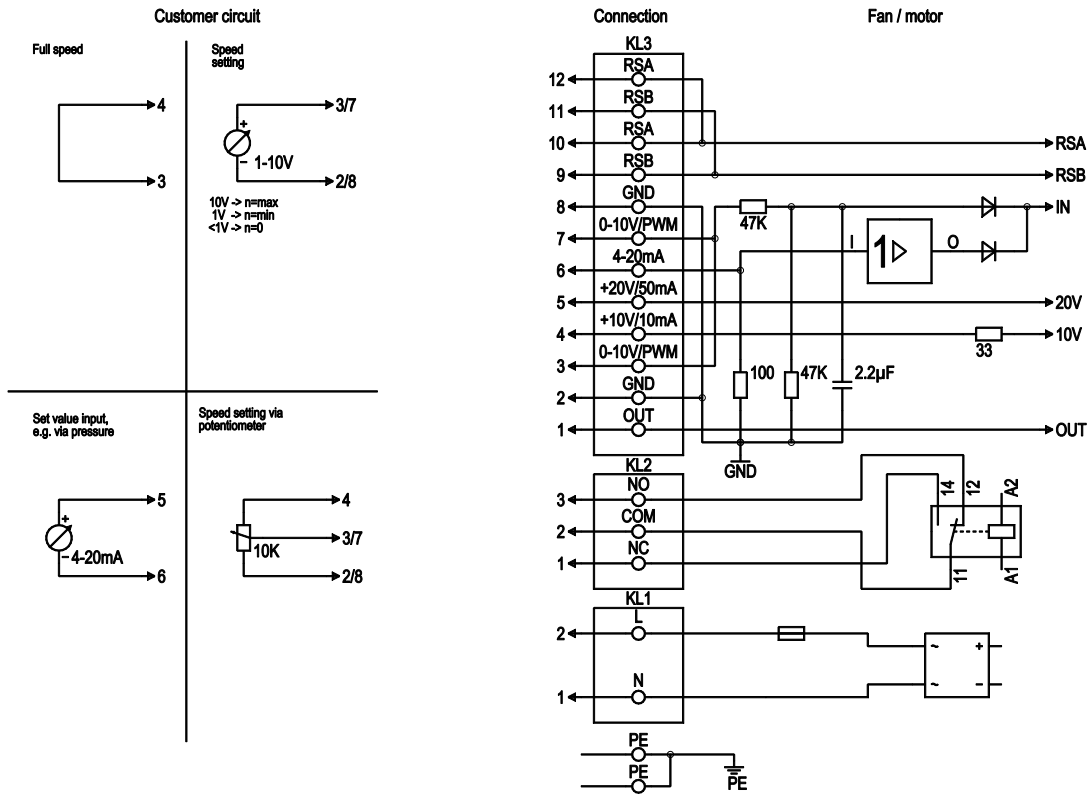 Customer circuit
Full speed
4
3
Speed
setting
3/7
+
1-10V
−
2/8
10V -> n=max
1V -> n=min
<1V -> n=0
Set value input,
e.g. via pressure
5
+
4-20mA
−
6
Speed setting via
potentiometer
4
3/7
10K
2/8
Connection
Fan / motor
KL3
RSA
12
RSB
11
RSA
10
RSA
RSB
9
RSB
GND
8
47K
IN
0-10V/PWM
7
I
1
O
4-20mA
6
+20V/50mA
5
20V
+10V/10mA
4
33
10V
0-10V/PWM
3
100
47K
2.2µF
GND
2
OUT
1
OUT
GND
KL2
NO
3
COM
2
NC
1
14
12
A2
11
A1
KL1
L
2
~
+
N
1
~
−
PE
PE
PE